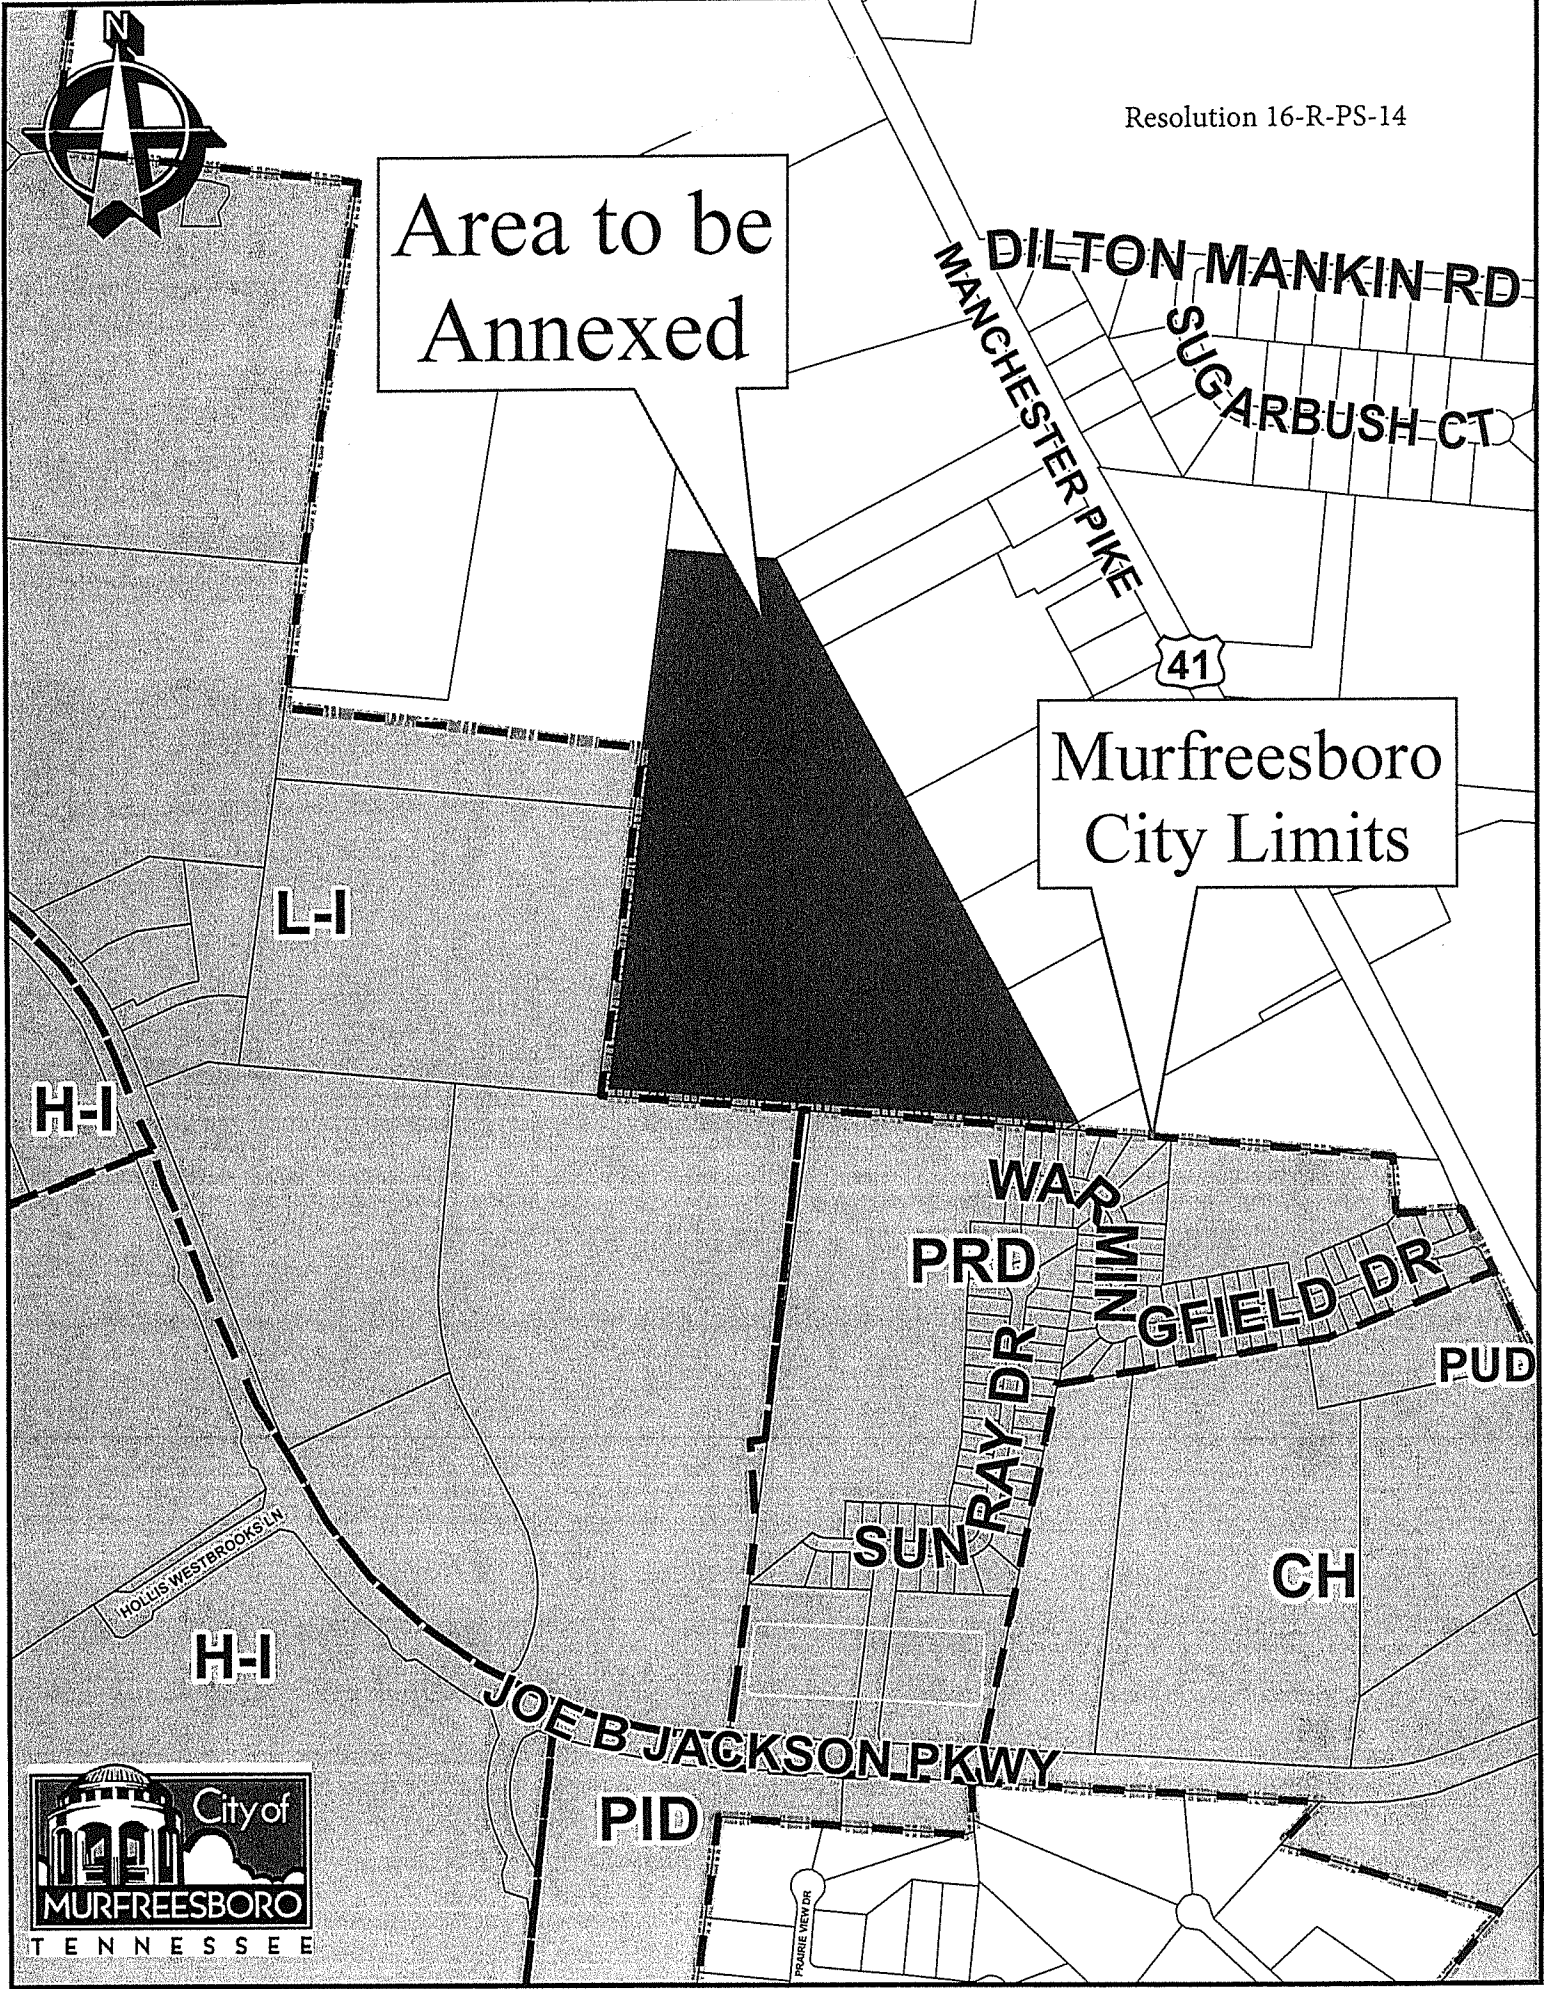 N
Resolution 16-R-PS-14
Area to be
Annexed
DILTON MANKIN RD
MANCHESTER PIKE
SUGARBUSH CT
41
Murfreesboro
City Limits
L-I
H-I
WARMINGFIELD DR
PRD
PUD
SUNRAY DR
CH
HOLLIS WESTBROOKS LN
H-I
JOE B JACKSON PKWY
PID
PRAIRIE VIEW DR
City of
MURFREESBORO
TENNESSEE